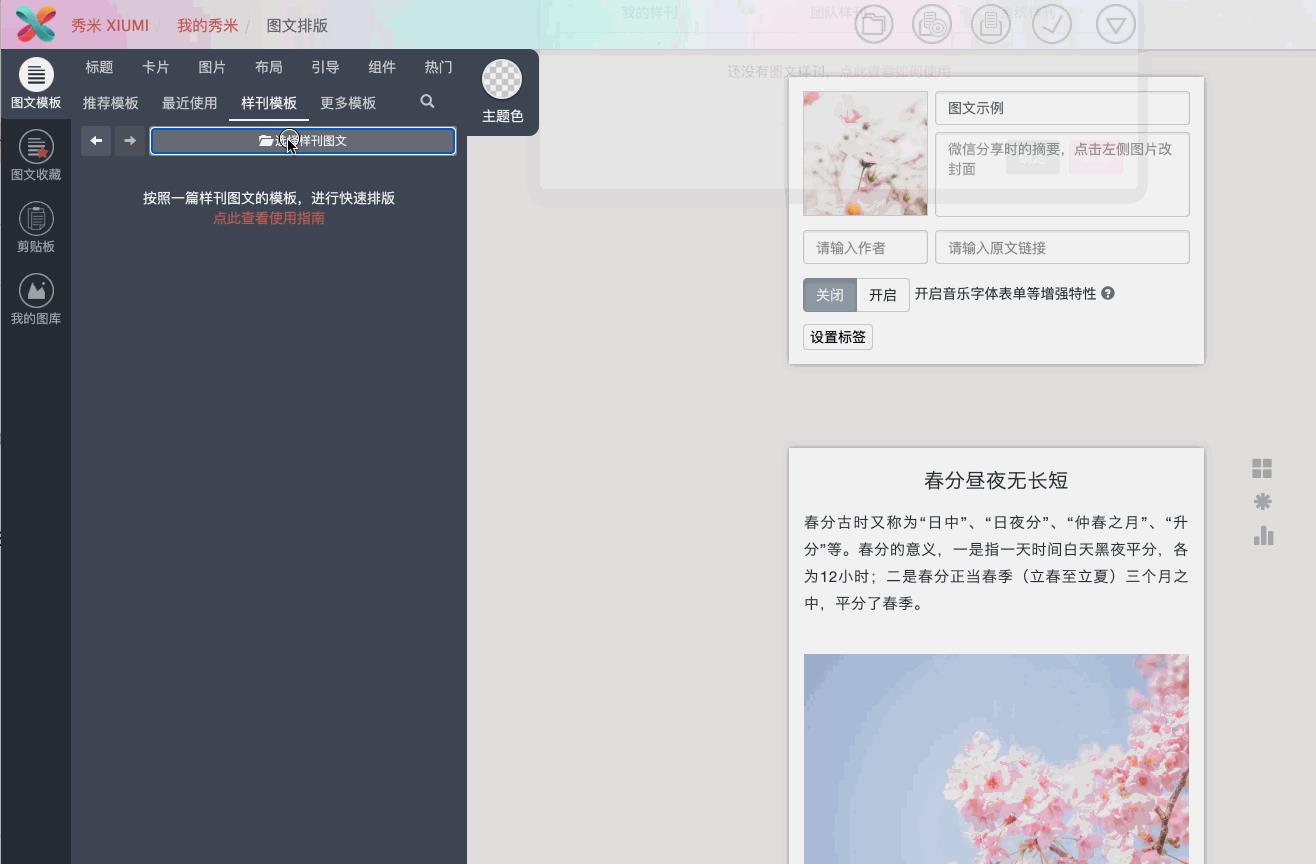 秀米 XIUMI / 我的秀米 / 图文排版
我的样刊
图文模板
图文收藏
剪贴板
我的图库
标题 卡片 图片 布局 引导 组件 热门
推荐模板 最近使用 样刊模板 更多模板
主题色
样刊图文
按照一篇样刊图文的模板，进行快速排版
点此查看使用指南
还没有图文样刊，点此查看如何使用
图文示例
微信分享时的摘要，点击左侧图片改
封面
请输入作者 请输入原文链接
关闭 开启 开启音乐字体表单等增强特性
设置标签
春分昼夜无长短
春分古时又称为“日中”、“日夜分”、“仲春之月”、“升
分”等。春分的意义，一是指一天时间白天黑夜平分，各
为12小时；二是春分正当春季（立春至立夏）三个月之
中，平分了春季。